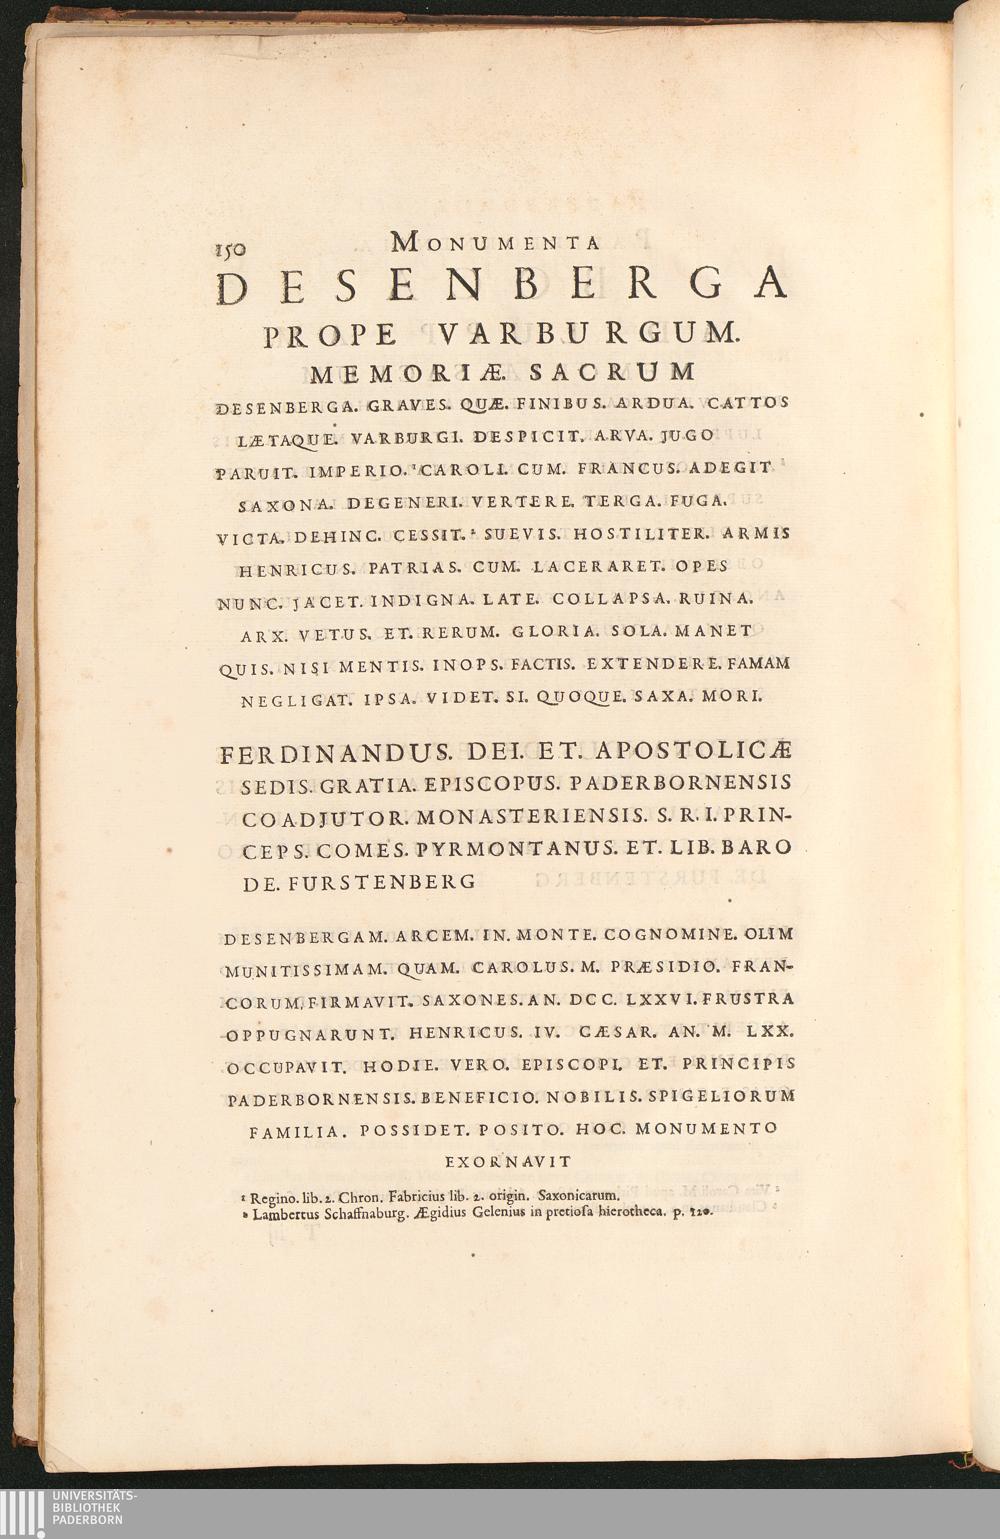 150 MONUMENTA
DESENBERGA
PROPE VARBURGUM.
MEMORIÆ. SACRUM
DESENBERGA. GRAVES. QUÆ. FINIBUS. ARDUA. CATTOS
LÆTAQUE. VARBURGI. DESPICIT. ARVA. JUGO
PARUIT. IMPERIO. ¹CAROLI. CUM. FRANCUS. ADEGIT
SAXONA. DEGENERI. VERTERE. TERGA. FUGA.
VICTA. DEHINC. CESSIT. ² SUEVIS. HOSTILITER. ARMIS
HENRICUS. PATRIAS. CUM. LACERARET. OPES
NUNC. JACET. INDIGNA. LATE. COLLAPSA. RUINA.
ARX. VETUS. ET. RERUM. GLORIA. SOLA. MANET
QUIS. NISI MENTIS. INOPS. FACTIS. EXTENDERE. FAMAM
NEGLIGAT. IPSA. VIDET. SI. QUOQUE. SAXA. MORI.
FERDINANDUS. DEI. ET. APOSTOLICÆ
SEDIS. GRATIA. EPISCOPUS. PADERBORNENSIS
COADJUTOR. MONASTERIENSIS. S. R. I. PRIN-
CEPS. COMES. PYRMONTANUS. ET. LIB. BARO
DE. FURSTENBERG
DESENBERGAM. ARCEM. IN. MONTE. COGNOMINE. OLIM
MUNITISSIMAM. QUAM. CAROLUS. M. PRÆSIDIO. FRAN-
CORUM. FIRMAVIT. SAXONES. AN. DCC. LXXVI. FRUSTRA
OPPUGNARUNT. HENRICUS. IV. CÆSAR. AN. M. LXX.
OCCUPAVIT. HODIE. VERO. EPISCOPI. ET. PRINCIPIS
PADERBORNENSIS. BENEFICIO. NOBILIS. SPIGELIORUM
FAMILIA. POSSIDET. POSITO. HOC. MONUMENTO
EXORNAVIT
¹ Regino. lib. 2. Chron. Fabricius lib. 2. origin. Saxonicarum.
² Lambertus Schaffnaburg. Ægidius Gelenius in pretiosa hierotheca. p. 120.
UNIVERSITÄTS-
BIBLIOTHEK
PADERBORN